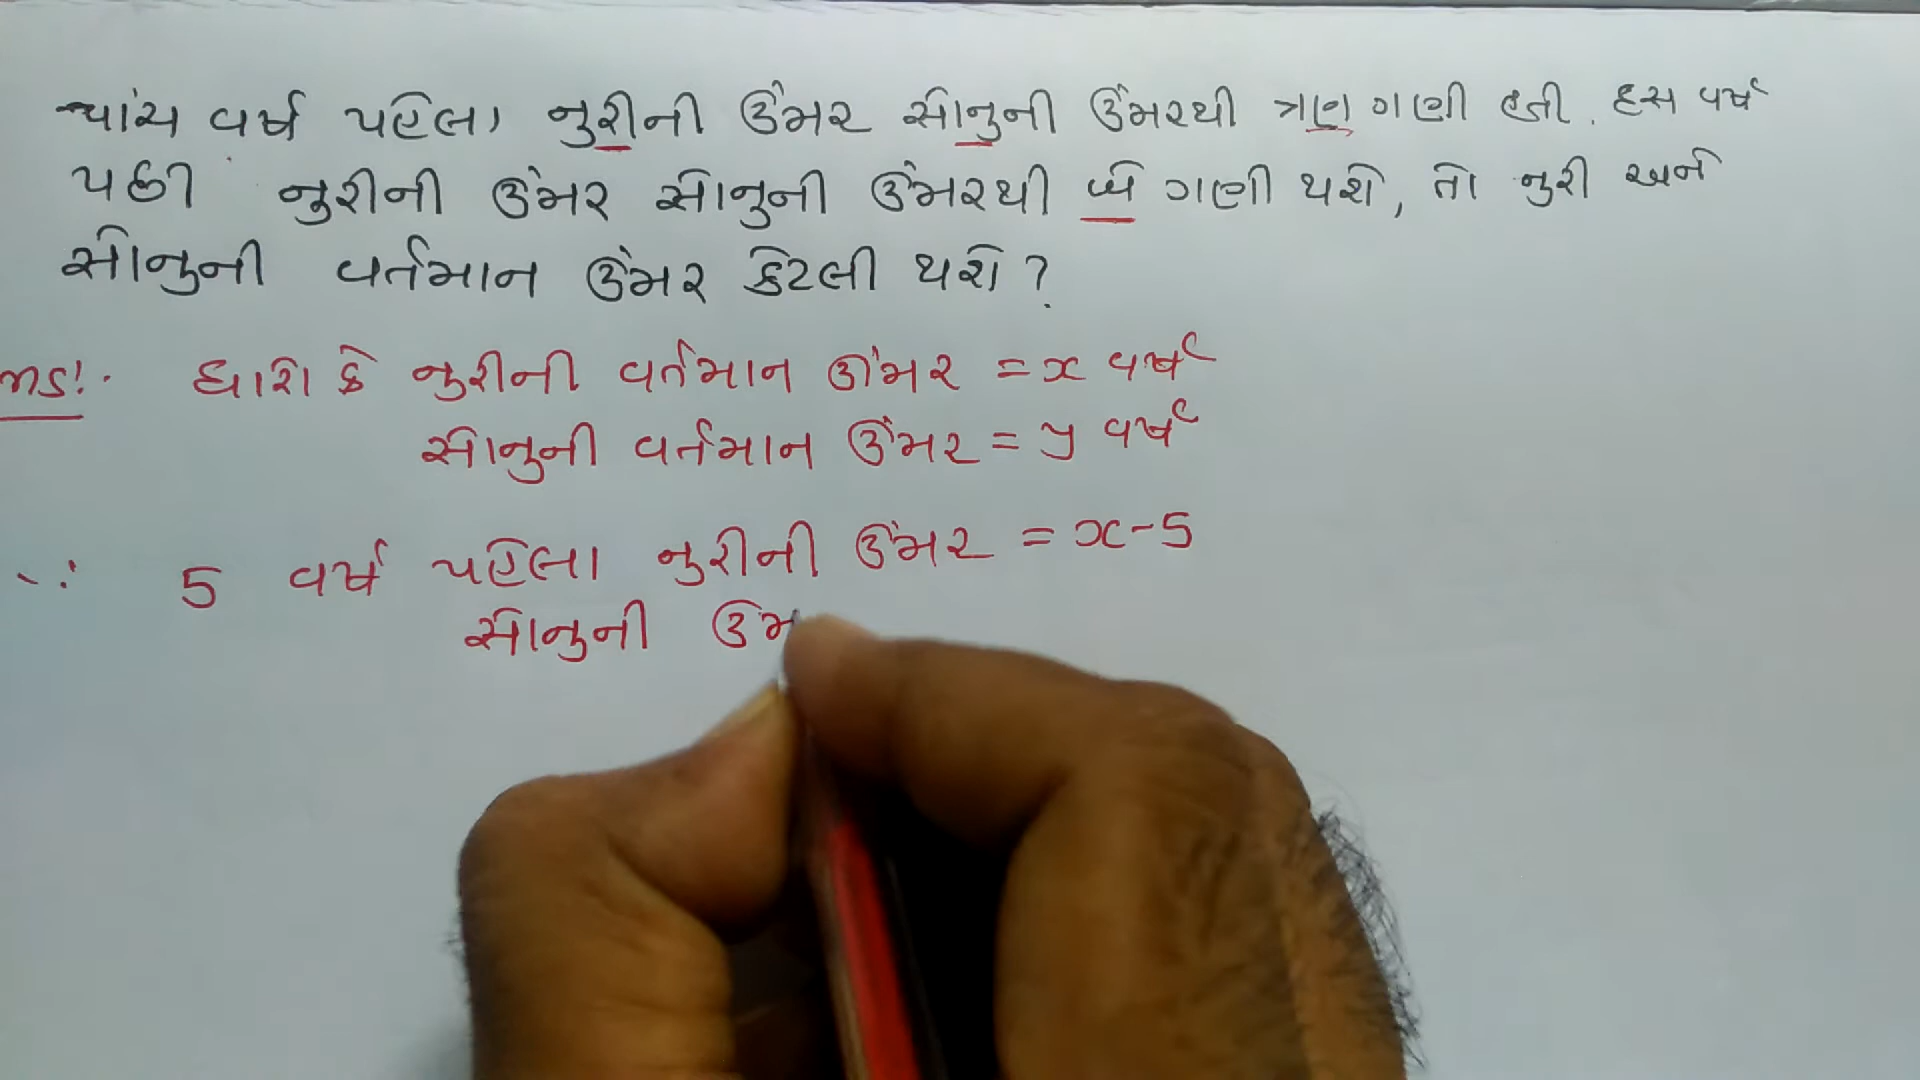 પાંચ વર્ષ પહેલા નુરીની ઉંમર સોનુની ઉંમરથી ત્રણ ગણી હતી. દસ વર્ષ
પછી નુરીની ઉંમર સોનુની ઉંમરથી બે ગણી થશે, તો નુરી અને
સોનુની વર્તમાન ઉંમર કેટલી થશે?
ધારો કે નુરીની વર્તમાન ઉંમર = x વર્ષ
સોનુની વર્તમાન ઉંમર = y વર્ષ
∴ 5 વર્ષ પહેલા નુરીની ઉંમર = x-5
સોનુની ઉમ